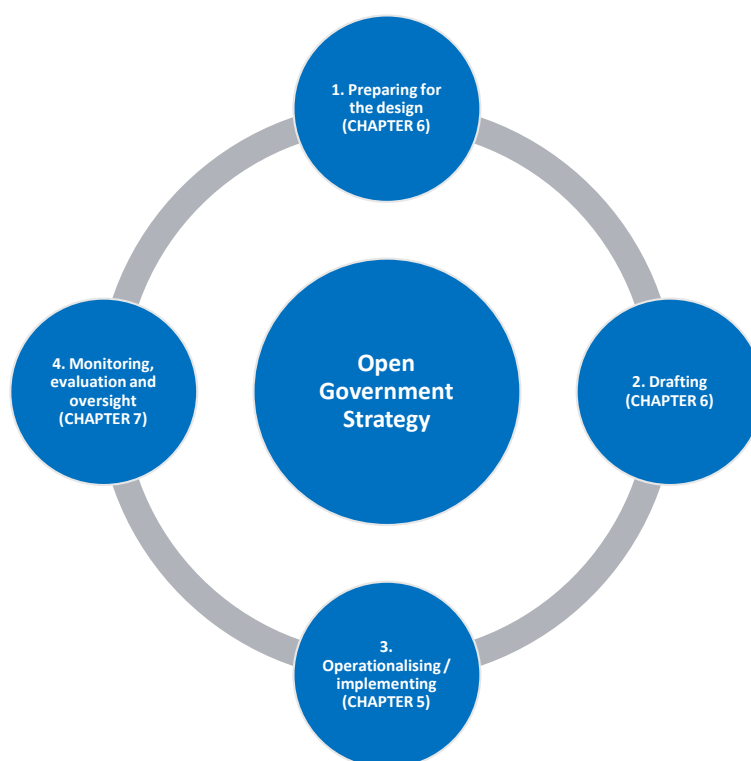 1. Preparing for
the design
(CHAPTER 6)
Open
Government
Strategy
2. Drafting
(CHAPTER 6)
3.
Operationalising /
implementing
(CHAPTER 5)
4. Monitoring,
evaluation and
oversight
(CHAPTER 7)